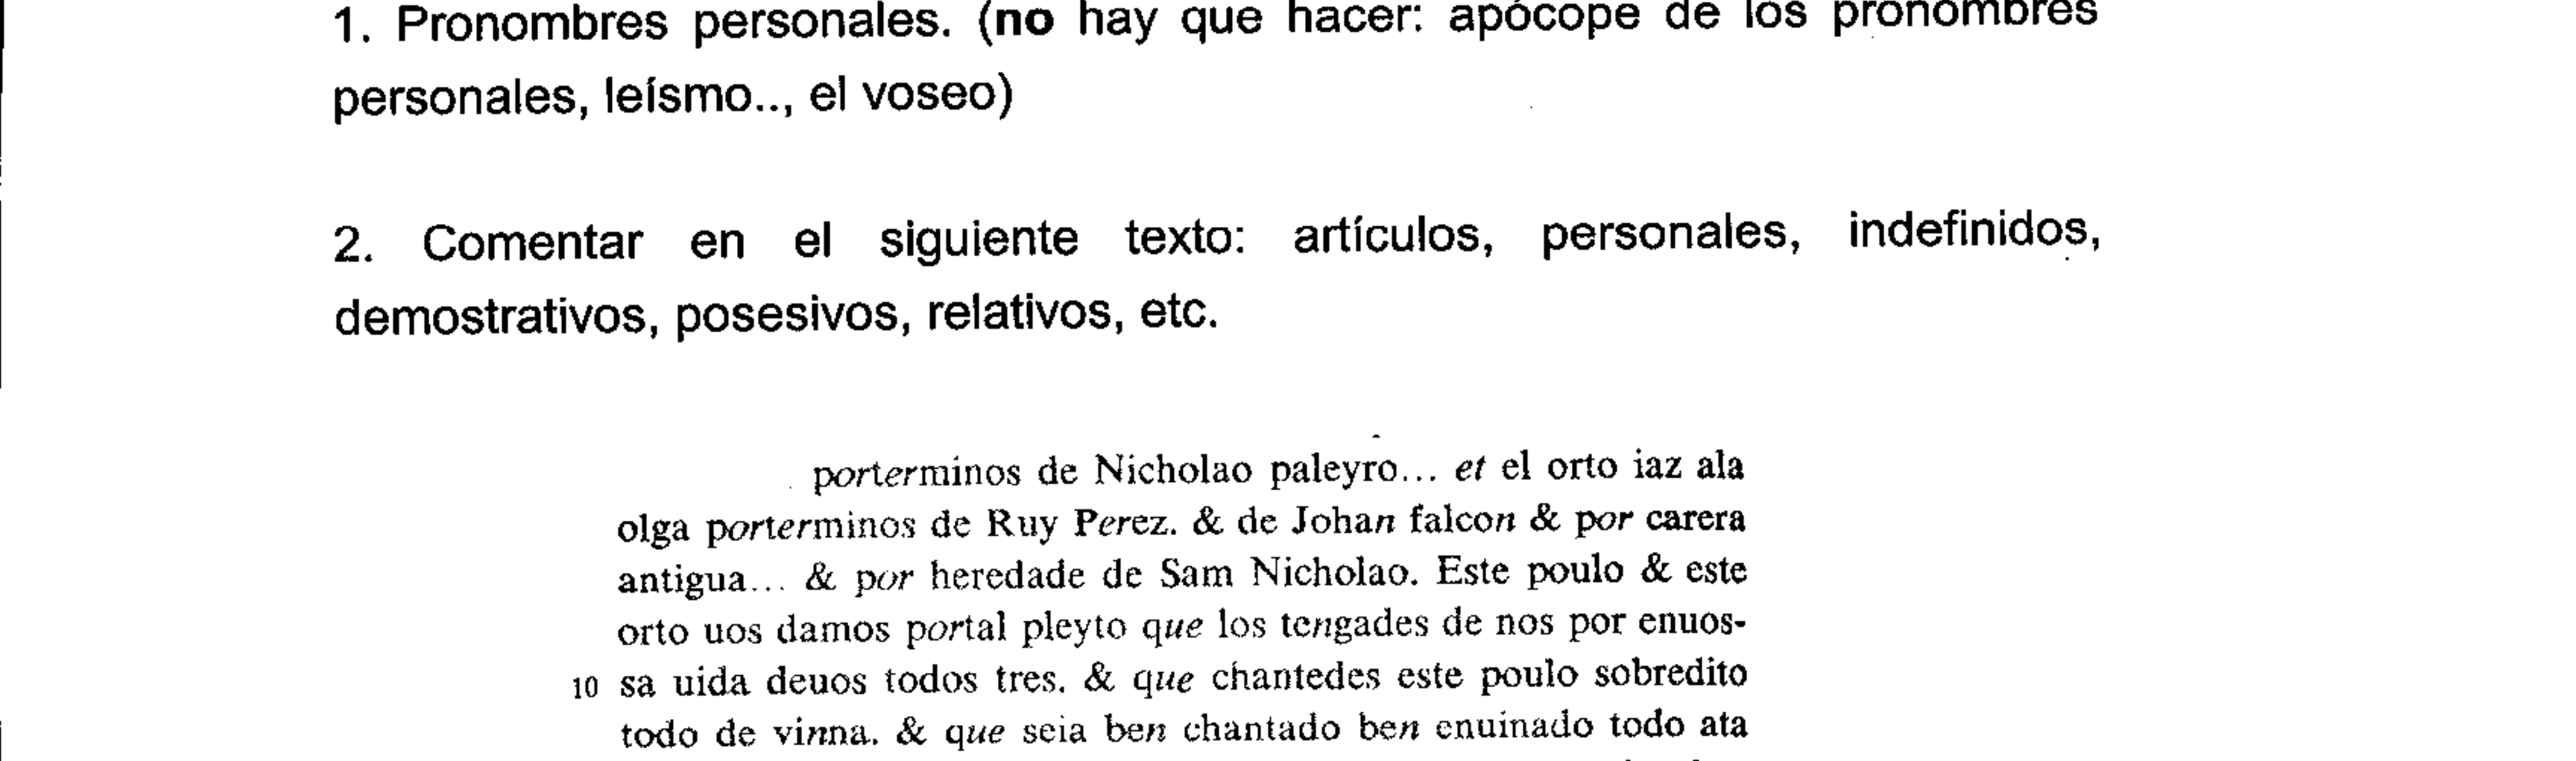 1. Pronombres personales. (no hay que hacer: apócope de los pronombres
personales, leísmo.., el voseo)
2. Comentar en el siguiente texto: artículos, personales, indefinidos,
demostrativos, posesivos, relativos, etc.
porterminos de Nicholao paleyro... et el orto iaz ala
olga porterminos de Ruy Perez. & de Johan falcon & por carera
antigua... & por heredade de Sam Nicholao. Este poulo & este
orto uos damos portal pleyto que los tengades de nos por enuos-
10 sa uida deuos todos tres. & que chantedes este poulo sobredito
todo de vinna. & que seia ben chantado ben enuinado todo ata